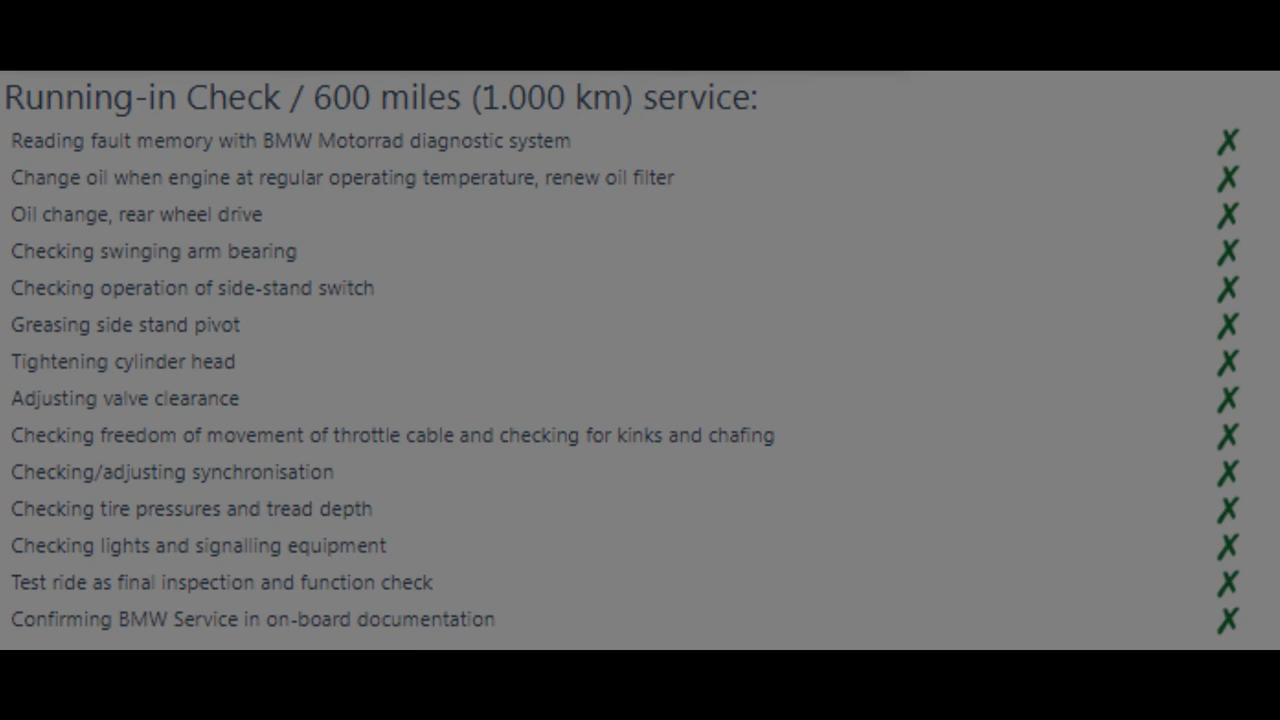 Running-in Check / 600 miles (1.000 km) service:
Reading fault memory with BMW Motorrad diagnostic system ✗
Change oil when engine at regular operating temperature, renew oil filter ✗
Oil change, rear wheel drive ✗
Checking swinging arm bearing ✗
Checking operation of side-stand switch ✗
Greasing side stand pivot ✗
Tightening cylinder head ✗
Adjusting valve clearance ✗
Checking freedom of movement of throttle cable and checking for kinks and chafing ✗
Checking/adjusting synchronisation ✗
Checking tire pressures and tread depth ✗
Checking lights and signalling equipment ✗
Test ride as final inspection and function check ✗
Confirming BMW Service in on-board documentation ✗